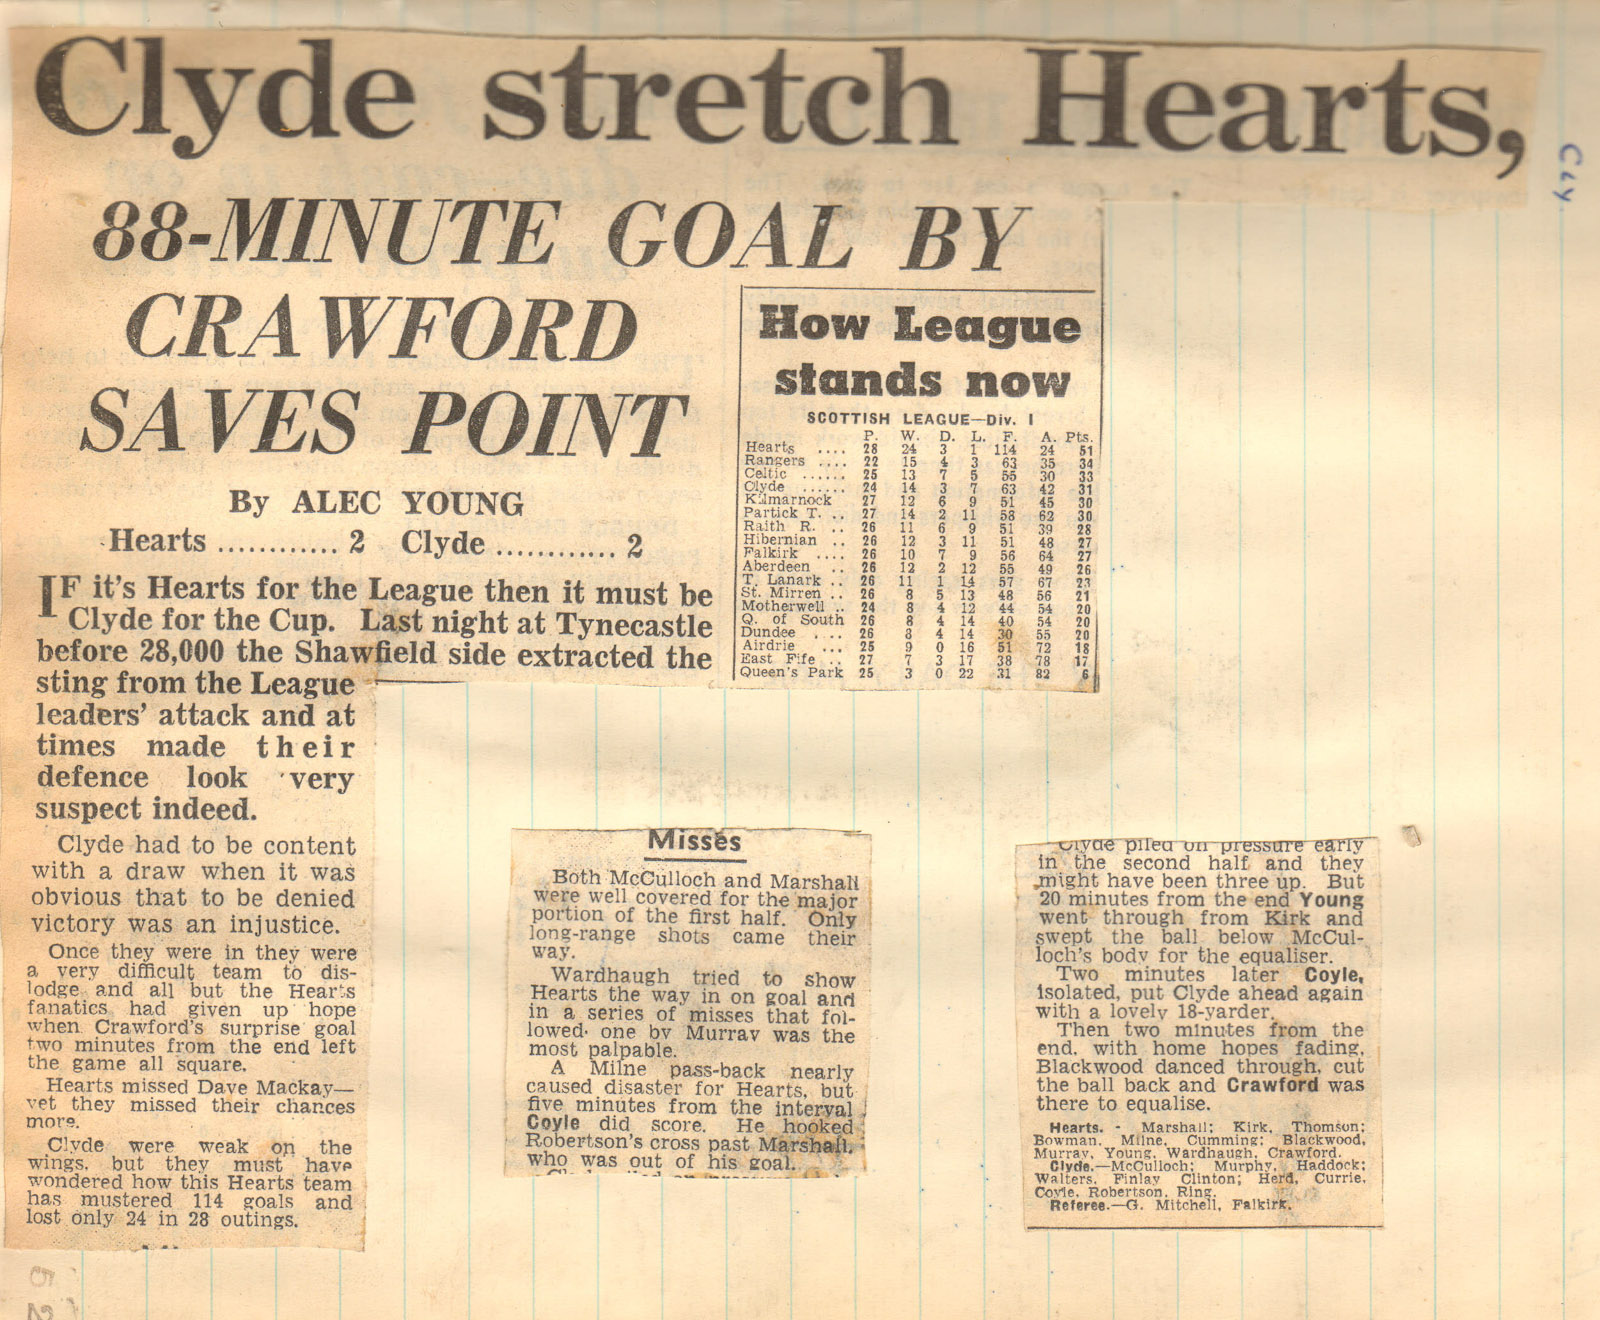 Clyde stretch Hearts,
Cly
88-MINUTE GOAL BY
CRAWFORD
SAVES POINT
By ALEC YOUNG
Hearts ............ 2 Clyde ............ 2
IF it's Hearts for the League then it must be
Clyde for the Cup. Last night at Tynecastle
before 28,000 the Shawfield side extracted the
sting from the League
leaders' attack and at
times made their
defence look very
suspect indeed.
Clyde had to be content
with a draw when it was
obvious that to be denied
victory was an injustice.
Once they were in they were
a very difficult team to dis-
lodge and all but the Hearts
fanatics had given up hope
when Crawford's surprise goal
two minutes from the end left
the game all square.
Hearts missed Dave Mackay—
yet they missed their chances
more.
Clyde were weak on the
wings, but they must have
wondered how this Hearts team
has mustered 114 goals and
lost only 24 in 28 outings.
How League
stands now
SCOTTISH LEAGUE—Div. I
P. W. D. L. F. A. Pts.
Hearts .... 28 24 3 1 114 24 51
Rangers .... 22 15 4 3 63 35 34
Celtic ...... 25 13 7 5 55 30 33
Clyde ...... 24 14 3 7 63 42 31
Kilmarnock 27 12 6 9 51 45 30
Partick T. .. 27 14 2 11 58 62 30
Raith R. .. 26 11 6 9 51 39 28
Hibernian .. 26 12 3 11 51 48 27
Falkirk .... 26 10 7 9 56 64 27
Aberdeen .. 26 12 2 12 55 49 26
T. Lanark .. 26 11 1 14 57 67 23
St. Mirren .. 26 8 5 13 48 56 21
Motherwell .. 24 8 4 12 44 54 20
Q. of South 26 8 4 14 40 54 20
Dundee .... 26 8 4 14 30 55 20
Airdrie ... 25 9 0 16 51 72 18
East Fife .. 27 7 3 17 38 78 17
Queen's Park 25 3 0 22 31 82 6
Misses
Both McCulloch and Marshall
were well covered for the major
portion of the first half. Only
long-range shots came their
way.
Wardhaugh tried to show
Hearts the way in on goal and
in a series of misses that fol-
lowed one by Murray was the
most palpable.
A Milne pass-back nearly
caused disaster for Hearts, but
five minutes from the interval
Coyle did score. He hooked
Robertson's cross past Marshall,
who was out of his goal.
Clyde piled on pressure early
in the second half and they
might have been three up. But
20 minutes from the end Young
went through from Kirk and
swept the ball below McCul-
loch's body for the equaliser.
Two minutes later Coyle,
isolated, put Clyde ahead again
with a lovely 18-yarder.
Then two minutes from the
end, with home hopes fading,
Blackwood danced through, cut
the ball back and Crawford was
there to equalise.
Hearts. - Marshall; Kirk, Thomson;
Bowman, Milne, Cumming; Blackwood,
Murray, Young, Wardhaugh, Crawford.
Clyde.—McCulloch; Murphy, Haddock;
Walters, Finlay Clinton; Herd, Currie,
Coyle, Robertson, Ring.
Referee.—G. Mitchell, Falkirk.